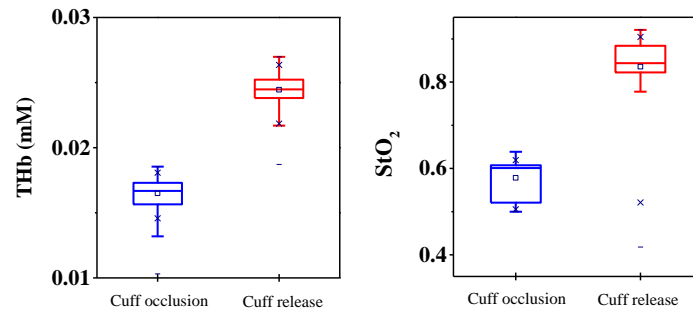 0.03
0.02
0.01
THb (mM)
Cuff occlusion
Cuff release
0.8
0.6
0.4
StO₂
Cuff occlusion
Cuff release